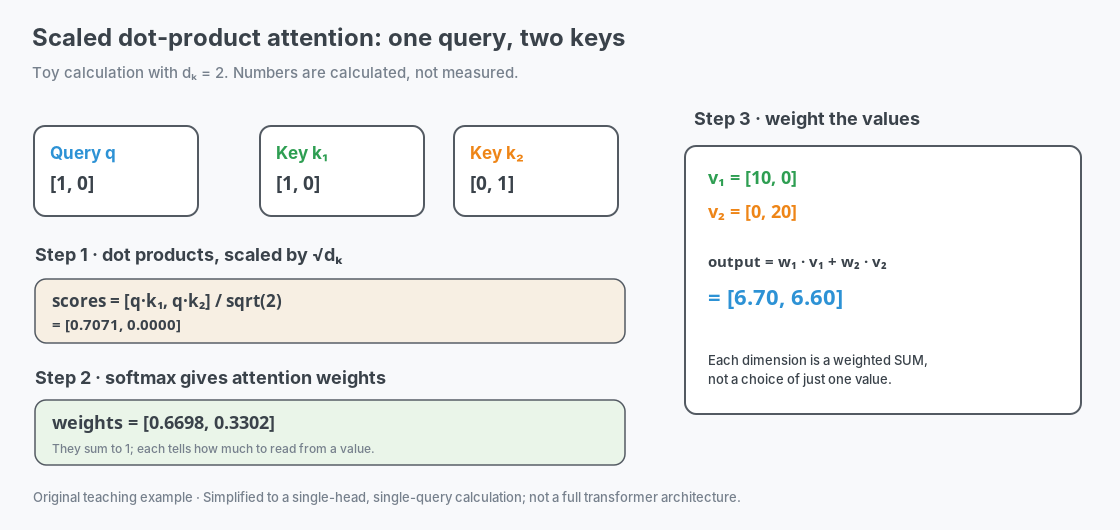 Scaled dot-product attention: one query, two keys
Toy calculation with dₖ = 2. Numbers are calculated, not measured.
Query q
[1, 0]
Key k₁
[1, 0]
Key k₂
[0, 1]
Step 1 · dot products, scaled by √dₖ
scores = [q·k₁, q·k₂] / sqrt(2)
= [0.7071, 0.0000]
Step 2 · softmax gives attention weights
weights = [0.6698, 0.3302]
They sum to 1; each tells how much to read from a value.
Step 3 · weight the values
v₁ = [10, 0]
v₂ = [0, 20]
output = w₁ · v₁ + w₂ · v₂
= [6.70, 6.60]
Each dimension is a weighted SUM,
not a choice of just one value.
Original teaching example · Simplified to a single-head, single-query calculation; not a full transformer architecture.